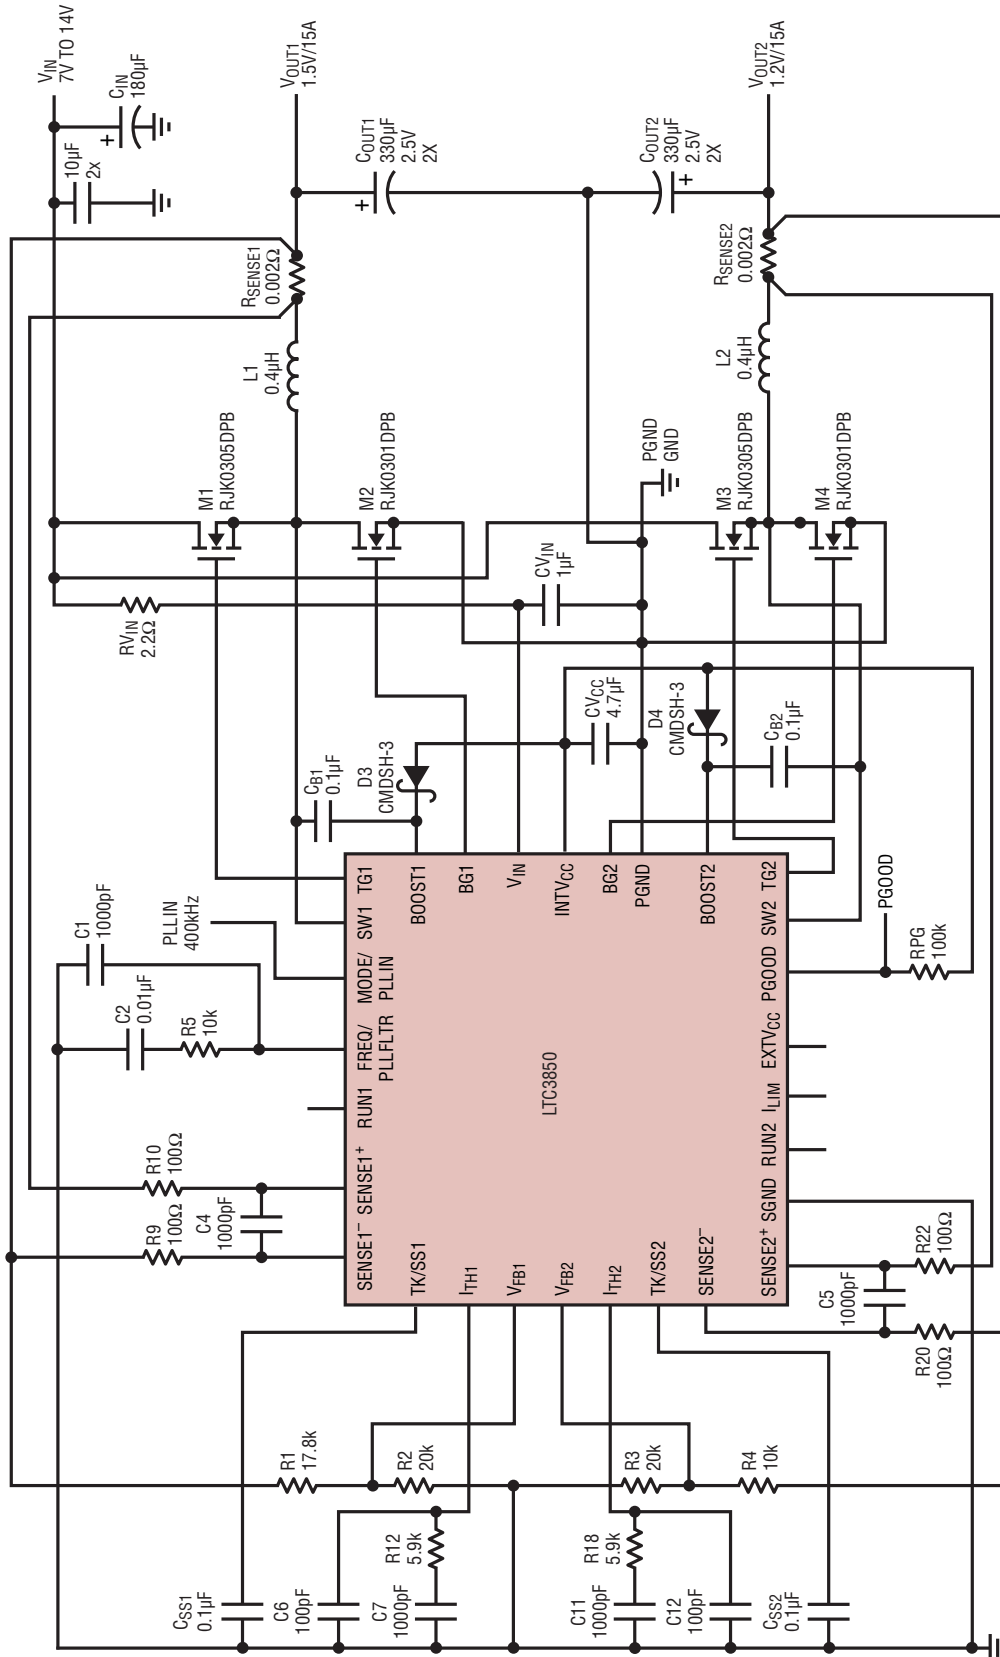 VIN
7V TO 14V
CIN
180µF
+
10µF
2x
VOUT1
1.5V/15A
COUT1
330µF
2.5V
2X
+
COUT2
330µF
2.5V
2X
+
VOUT2
1.2V/15A
RSENSE1
0.002Ω
RSENSE2
0.002Ω
L1
0.4µH
L2
0.4µH
M1
RJK0305DPB
M2
RJK0301DPB
PGND
GND
M3
RJK0305DPB
M4
RJK0301DPB
RVIN
2.2Ω
CVIN
1µF
CB1
0.1µF
D3
CMDSH-3
CVCC
4.7µF
D4
CMDSH-3
CB2
0.1µF
C1
1000pF
PLLIN
400kHz
C2
0.01µF
R5
10k
R10
100Ω
R9
100Ω
C4
1000pF
TG1
SW1
MODE/
PLLIN
FREQ/
PLLFLTR
RUN1
SENSE1+
SENSE1–
BOOST1
BG1
VIN
INTVCC
BG2
PGND
BOOST2
LTC3850
TK/SS1
ITH1
VFB1
VFB2
ITH2
TK/SS2
SENSE2–
TG2
SW2
PGOOD
EXTVCC
ILIM
RUN2
SGND
SENSE2+
PGOOD
RPG
100k
C5
1000pF
R22
100Ω
R20
100Ω
R1
17.8k
R2
20k
R3
20k
R4
10k
R12
5.9k
R18
5.9k
CSS1
0.1µF
C6
100pF
C7
1000pF
C11
1000pF
C12
100pF
CSS2
0.1µF